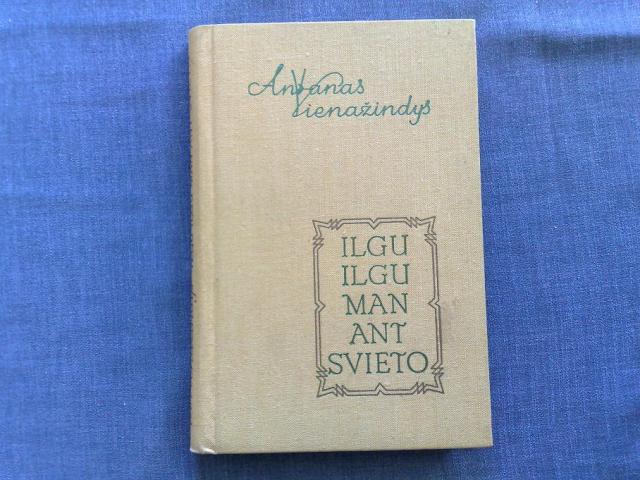 Antanas
Vienažindys
ILGU
ILGU
MAN
ANT
SVIETO